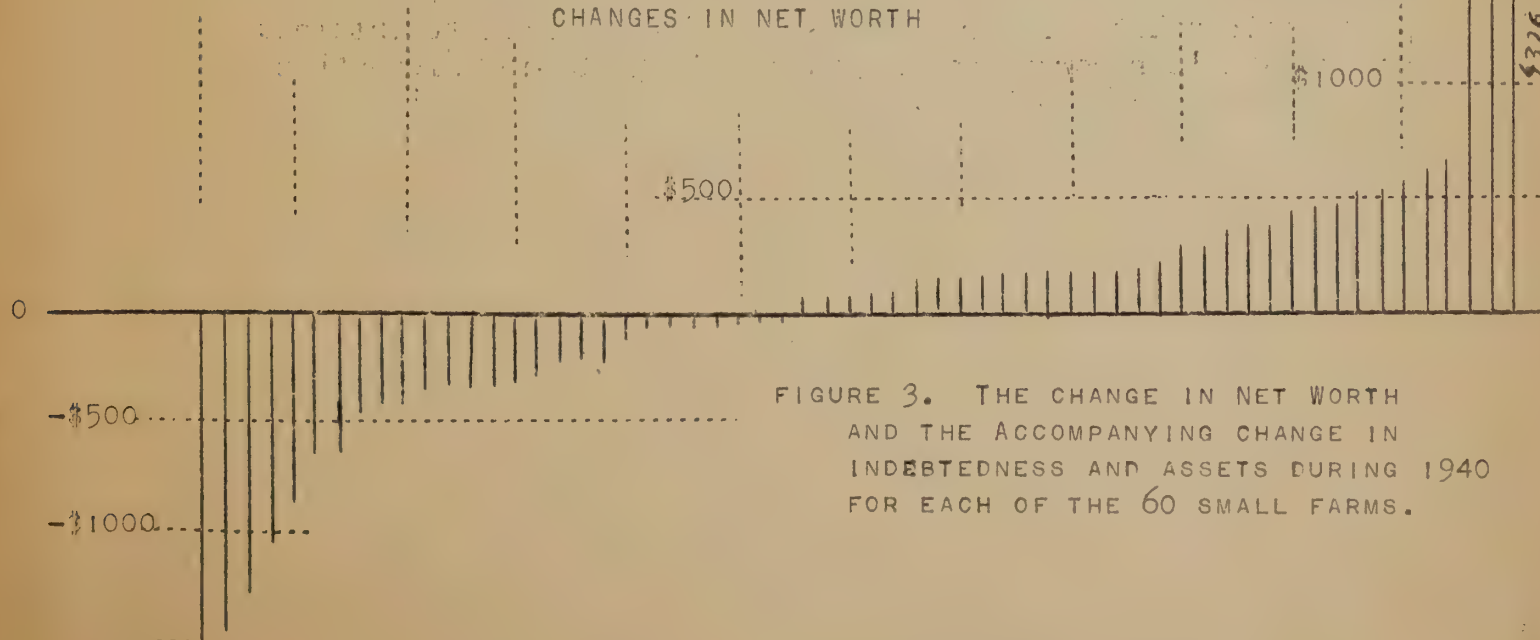 CHANGES IN NET WORTH
$1000
$500
0
-$500
-$1000
FIGURE 3. THE CHANGE IN NET WORTH
AND THE ACCOMPANYING CHANGE IN
INDEBTEDNESS AND ASSETS DURING 1940
FOR EACH OF THE 60 SMALL FARMS.